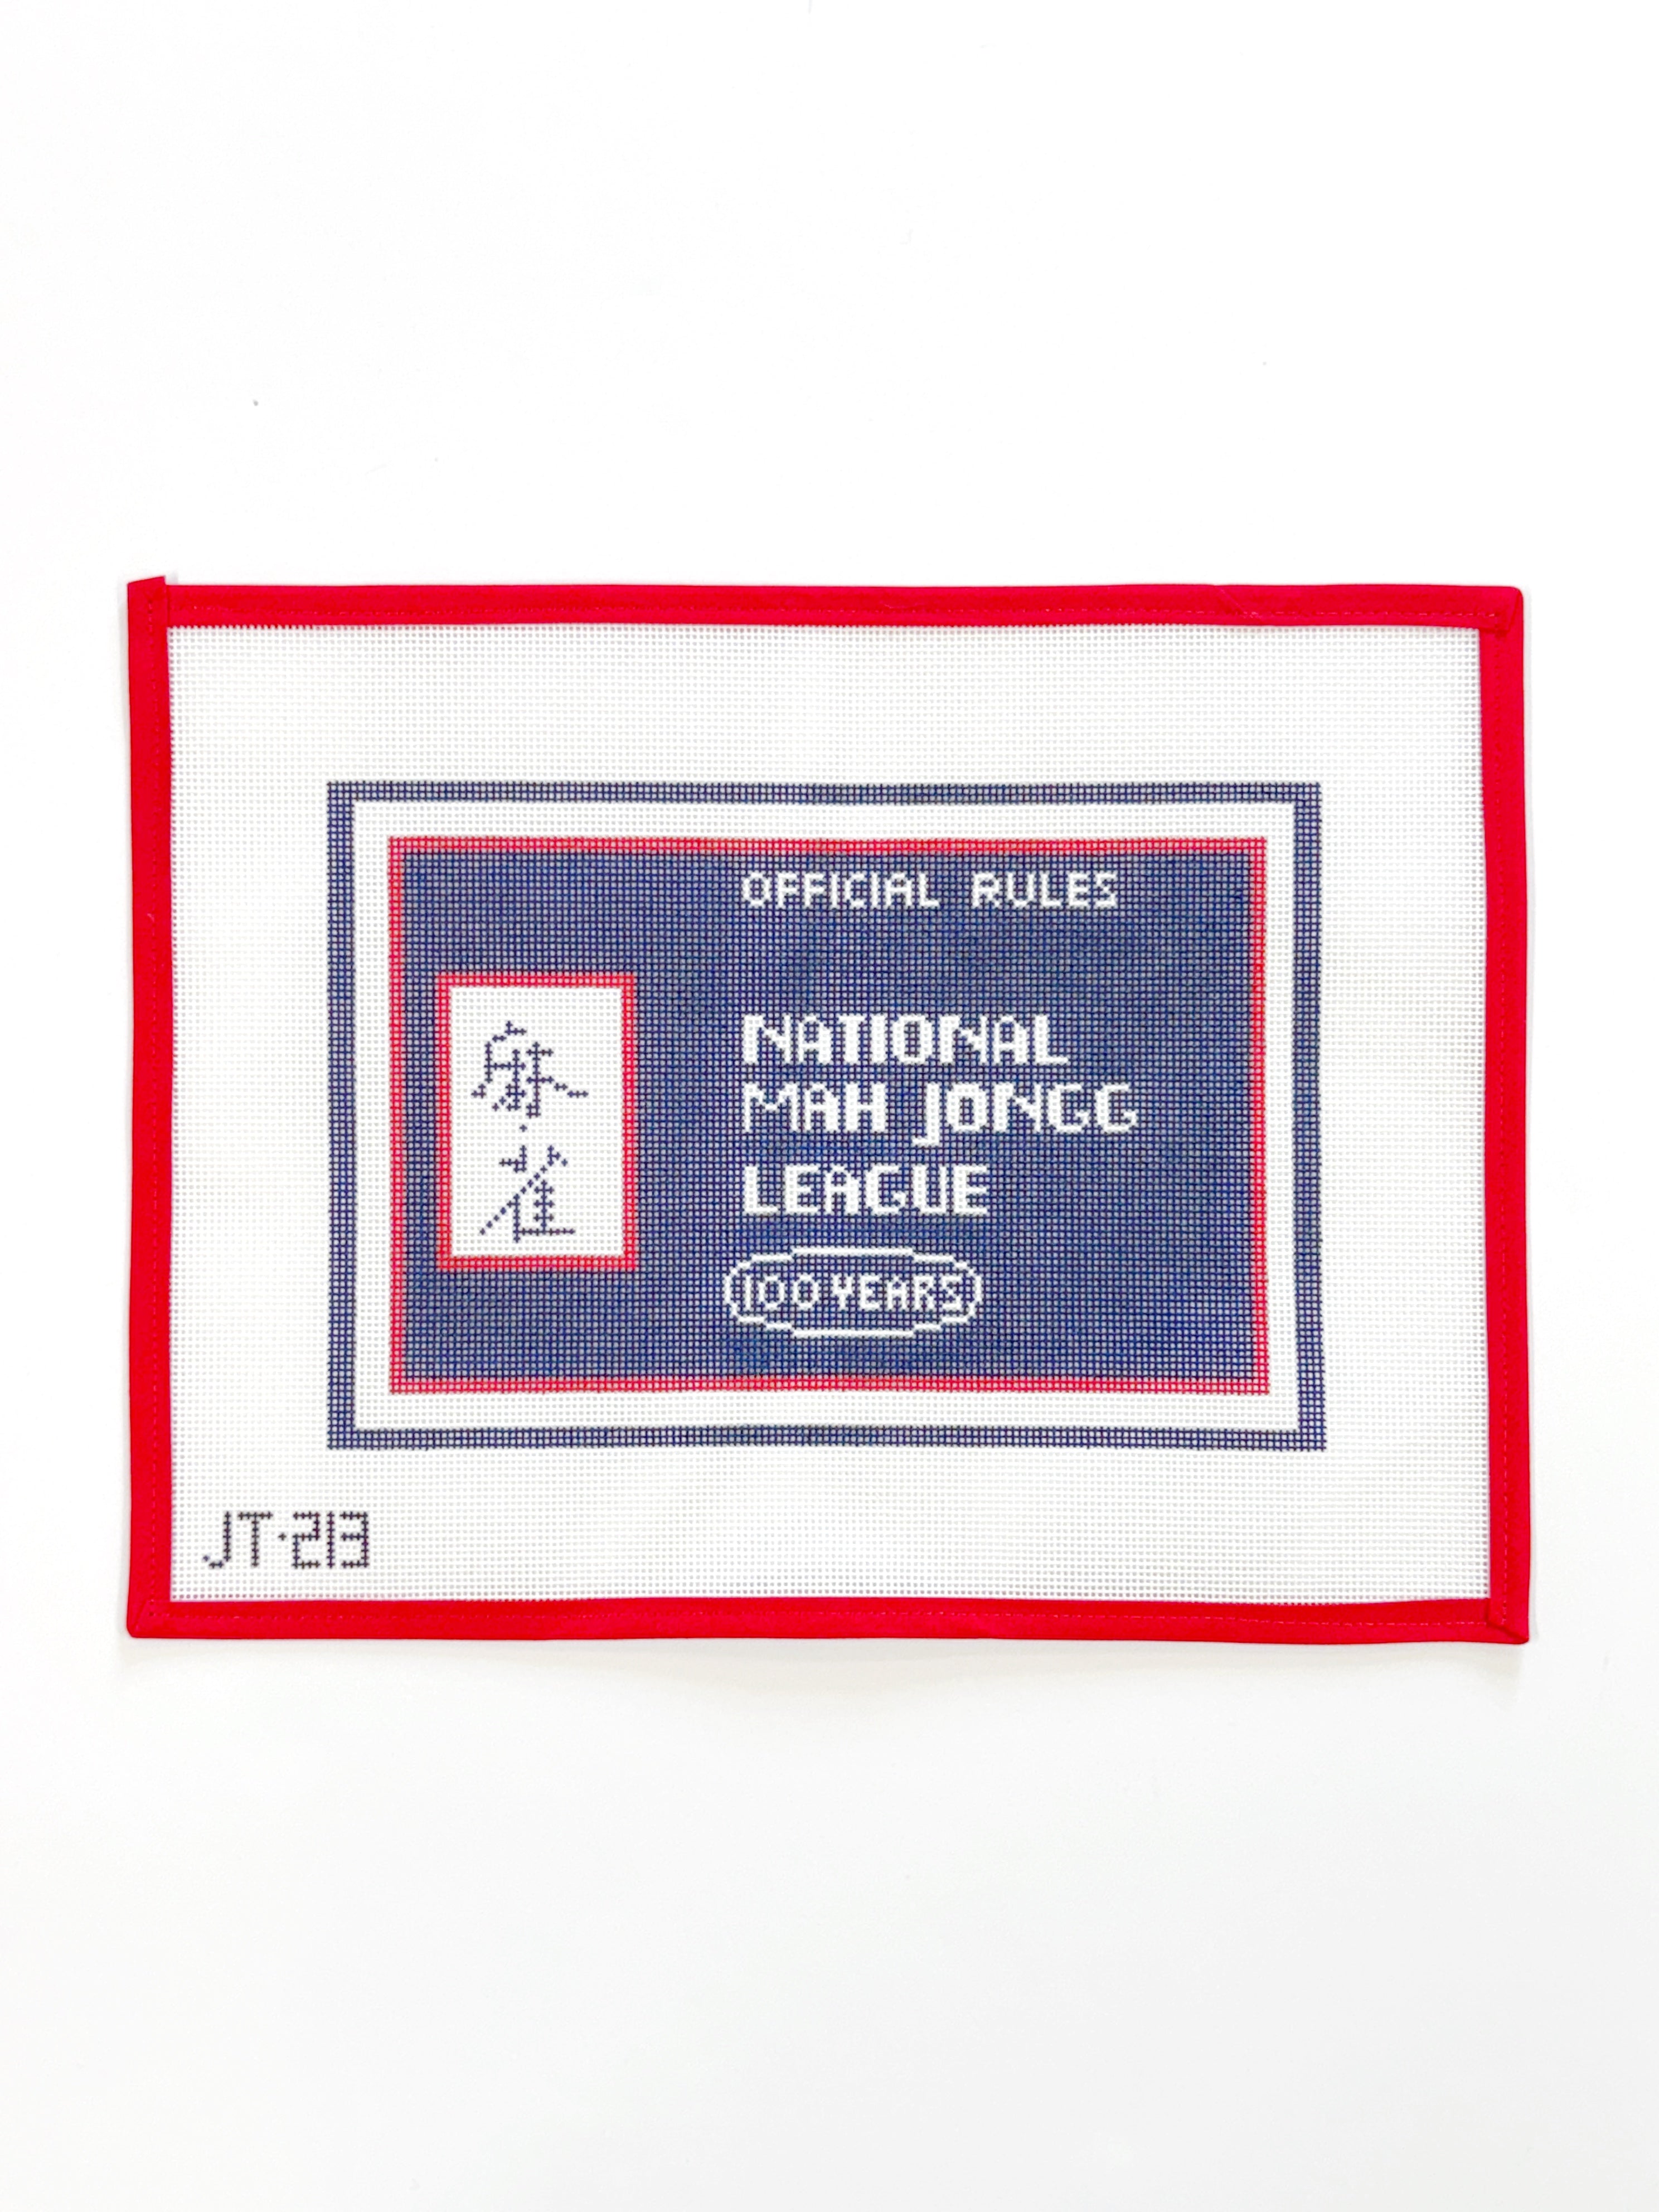 OFFICIAL RULES
麻雀
NATIONAL
MAH JONGG
LEAGUE
100 YEARS
JT·213